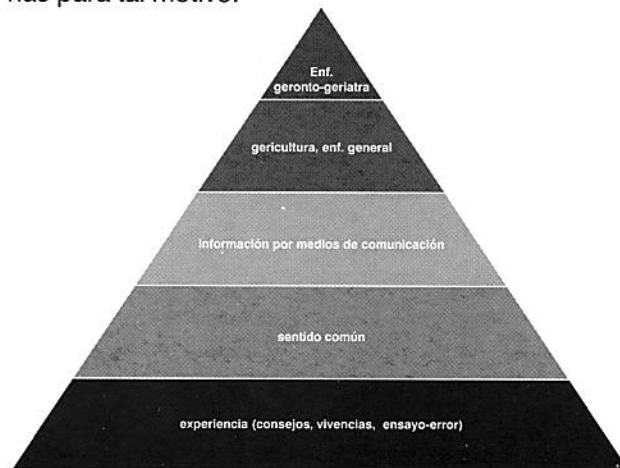 nas para tal motivo.
Enf.
geronto-geriatra
gericultura, enf. general
información por medios de comunicación
sentido común
experiencia (consejos, vivencias, ensayo-error)